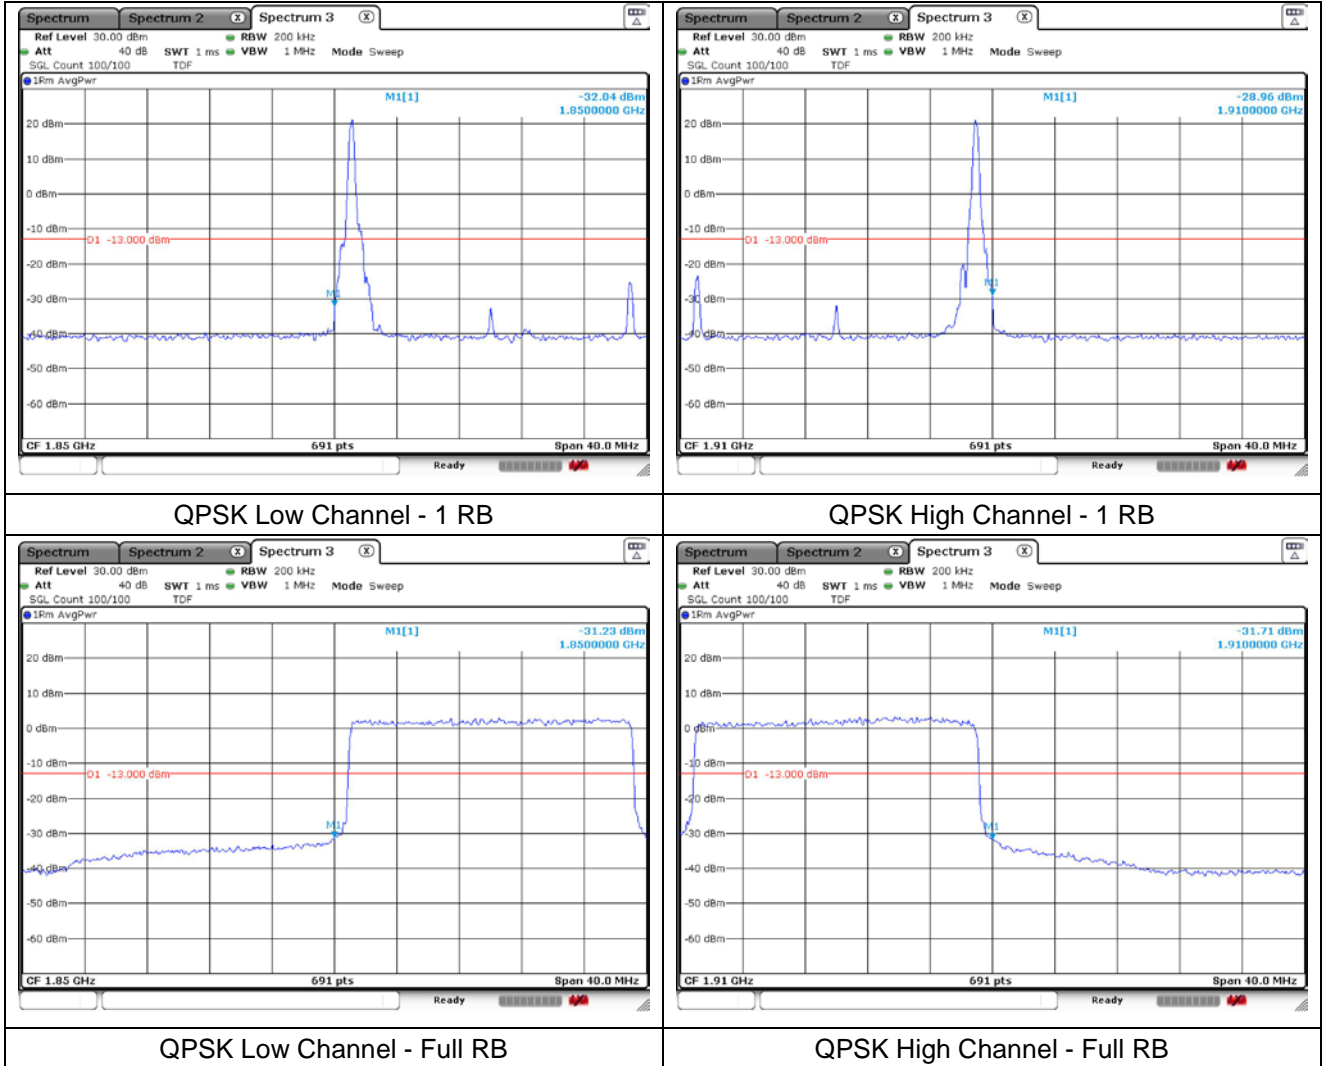 Spectrum Spectrum 2 X Spectrum 3 X
Ref Level 30.00 dBm RBW 200 kHz
Att 40 dB SWT 1 ms VBW 1 MHz Mode Sweep
SGL Count 100/100 TDF
1Rm AvgPwr
M1[1] -32.04 dBm
1.8500000 GHz
20 dBm
10 dBm
0 dBm
-10 dBm
D1 -13.000 dBm
-20 dBm
-30 dBm
M1
-40 dBm
-50 dBm
-60 dBm
CF 1.85 GHz 691 pts Span 40.0 MHz
Ready
QPSK Low Channel - 1 RB
Spectrum Spectrum 2 X Spectrum 3 X
Ref Level 30.00 dBm RBW 200 kHz
Att 40 dB SWT 1 ms VBW 1 MHz Mode Sweep
SGL Count 100/100 TDF
1Rm AvgPwr
M1[1] -28.96 dBm
1.9100000 GHz
20 dBm
10 dBm
0 dBm
-10 dBm
D1 -13.000 dBm
-20 dBm
M1
-30 dBm
-40 dBm
-50 dBm
-60 dBm
CF 1.91 GHz 691 pts Span 40.0 MHz
Ready
QPSK High Channel - 1 RB
Spectrum Spectrum 2 X Spectrum 3 X
Ref Level 30.00 dBm RBW 200 kHz
Att 40 dB SWT 1 ms VBW 1 MHz Mode Sweep
SGL Count 100/100 TDF
1Rm AvgPwr
M1[1] -31.23 dBm
1.8500000 GHz
20 dBm
10 dBm
0 dBm
-10 dBm
D1 -13.000 dBm
-20 dBm
M1
-30 dBm
-40 dBm
-50 dBm
-60 dBm
CF 1.85 GHz 691 pts Span 40.0 MHz
Ready
QPSK Low Channel - Full RB
Spectrum Spectrum 2 X Spectrum 3 X
Ref Level 30.00 dBm RBW 200 kHz
Att 40 dB SWT 1 ms VBW 1 MHz Mode Sweep
SGL Count 100/100 TDF
1Rm AvgPwr
M1[1] -31.71 dBm
1.9100000 GHz
20 dBm
10 dBm
0 dBm
-10 dBm
D1 -13.000 dBm
-20 dBm
M1
-30 dBm
-40 dBm
-50 dBm
-60 dBm
CF 1.91 GHz 691 pts Span 40.0 MHz
Ready
QPSK High Channel - Full RB